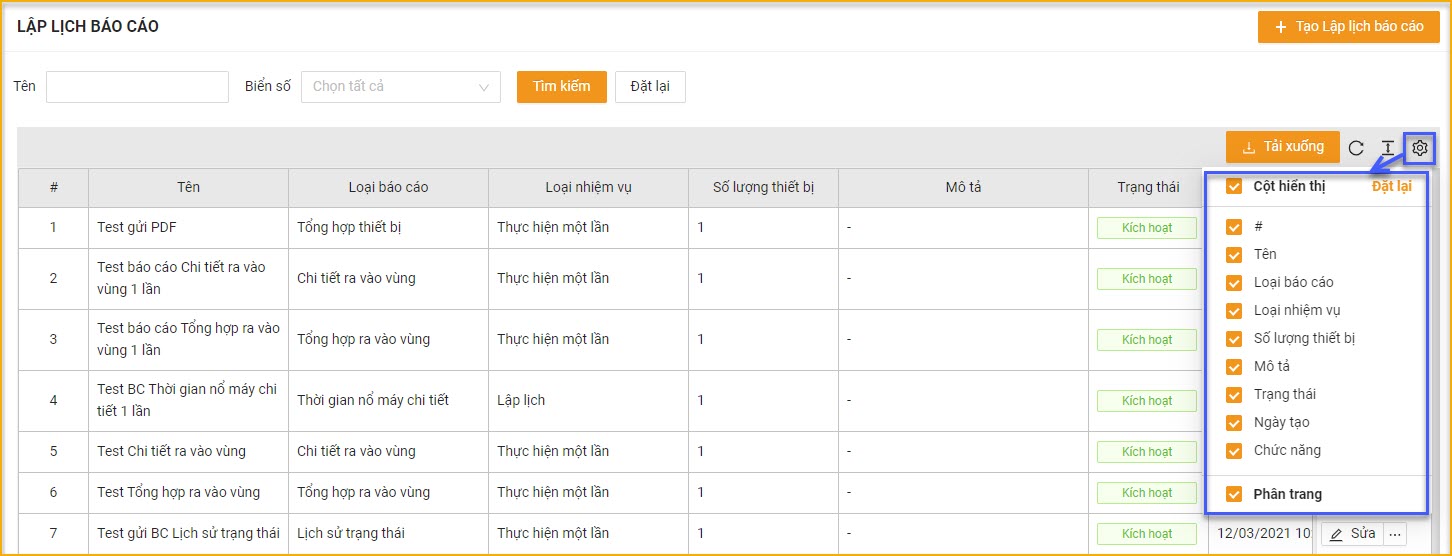 LẬP LỊCH BÁO CÁO
+ Tạo Lập lịch báo cáo
Tên
Biển số
Chọn tất cả
Tìm kiếm
Đặt lại
Tải xuống
# Tên Loại báo cáo Loại nhiệm vụ Số lượng thiết bị Mô tả Trạng thái
1 Test gửi PDF Tổng hợp thiết bị Thực hiện một lần 1 - Kích hoạt
2 Test báo cáo Chi tiết ra vào vùng 1 lần Chi tiết ra vào vùng Thực hiện một lần 1 - Kích hoạt
3 Test báo cáo Tổng hợp ra vào vùng 1 lần Tổng hợp ra vào vùng Thực hiện một lần 1 - Kích hoạt
4 Test BC Thời gian nổ máy chi tiết 1 lần Thời gian nổ máy chi tiết Lập lịch 1 - Kích hoạt
5 Test Chi tiết ra vào vùng Chi tiết ra vào vùng Thực hiện một lần 1 - Kích hoạt
6 Test Tổng hợp ra vào vùng Tổng hợp ra vào vùng Thực hiện một lần 1 - Kích hoạt
7 Test gửi BC Lịch sử trạng thái Lịch sử trạng thái Thực hiện một lần 1 - Kích hoạt 12/03/2021 10: Sửa ...
Cột hiển thị Đặt lại
#
Tên
Loại báo cáo
Loại nhiệm vụ
Số lượng thiết bị
Mô tả
Trạng thái
Ngày tạo
Chức năng
Phân trang